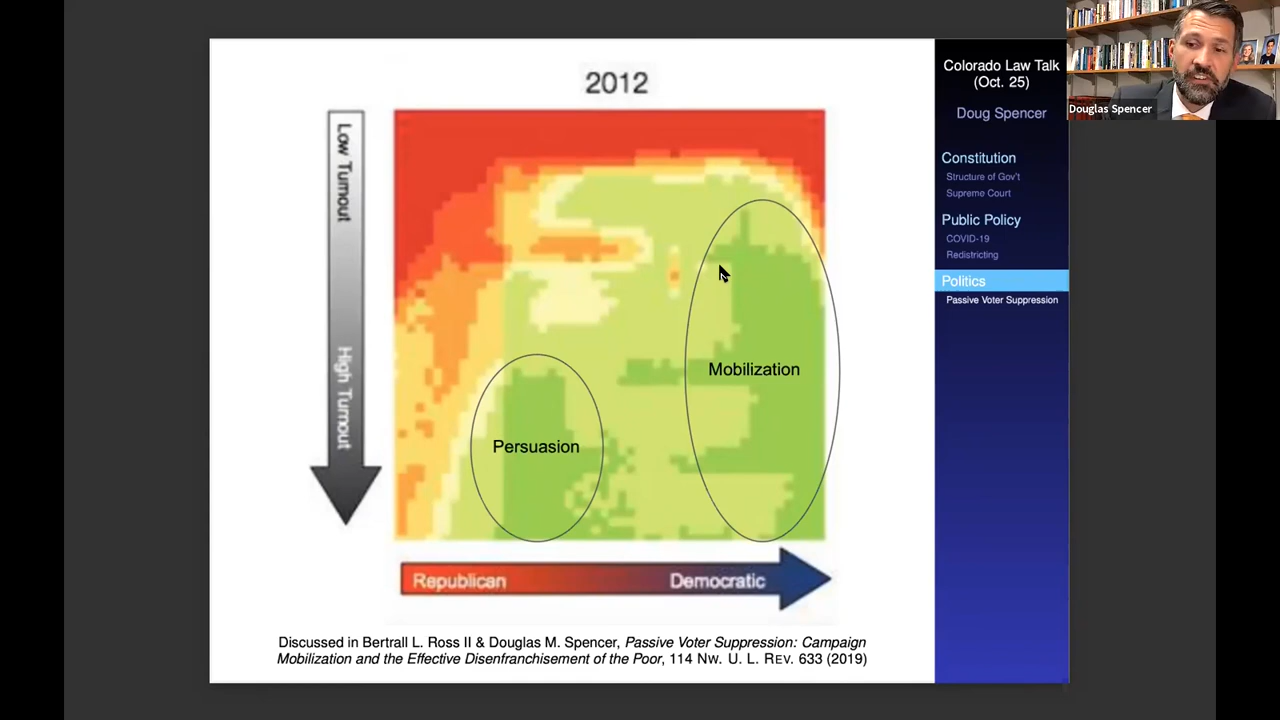 2012
Low Turnout
High Turnout
Persuasion
Mobilization
Republican
Democratic
Discussed in Bertrall L. Ross II & Douglas M. Spencer, Passive Voter Suppression: Campaign
Mobilization and the Effective Disenfranchisement of the Poor, 114 NW. U. L. REV. 633 (2019)
Colorado Law Talk
(Oct. 25)
Doug Spencer
Constitution
Structure of Gov't
Supreme Court
Public Policy
COVID-19
Redistricting
Politics
Passive Voter Suppression
Douglas Spencer